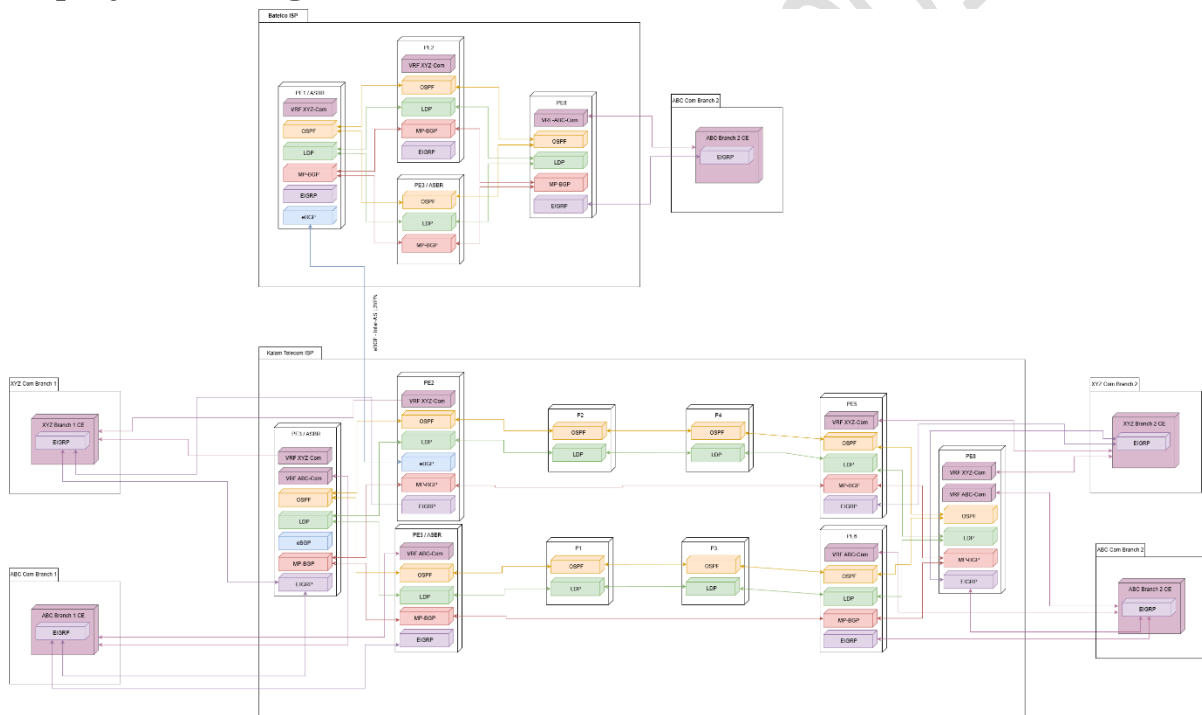 Batelco ISP
PE2
VRF XYZ-Com
OSPF
LDP
MP-BGP
EIGRP
PE1 / ASBR
VRF XYZ-Com
OSPF
LDP
MP-BGP
EIGRP
eBGP
PE3 / ASBR
OSPF
LDP
MP-BGP
VRF-ABC-Com
OSPF
LDP
MP-BGP
EIGRP
ABC Com Branch 2
ABC Branch 2 CE
EIGRP
Kalam Telecom ISP
XYZ Com Branch 1
XYZ Branch 1 CE
EIGRP
ABC Com Branch 1
ABC Branch 1 CE
EIGRP
PE3 / ASBR
VRF XYZ Com
VRF ABC-Com
OSPF
LDP
eBGP
MP-BGP
EIGRP
PE2
VRF XYZ-Com
OSPF
LDP
eBGP
MP-BGP
EIGRP
PE3 / ASBR
VRF ABC-Com
OSPF
LDP
MP-BGP
EIGRP
P2
OSPF
LDP
P4
OSPF
LDP
P1
OSPF
LDP
P3
OSPF
LDP
PE5
VRF XYZ-Com
OSPF
LDP
MP-BGP
EIGRP
PE6
VRF ABC-Com
OSPF
LDP
MP-BGP
EIGRP
VRF XYZ-Com
VRF ABC-Com
OSPF
LDP
MP-BGP
EIGRP
XYZ Com Branch 2
XYZ Branch 2 CE
EIGRP
ABC Com Branch 2
ABC Branch 2 CE
EIGRP